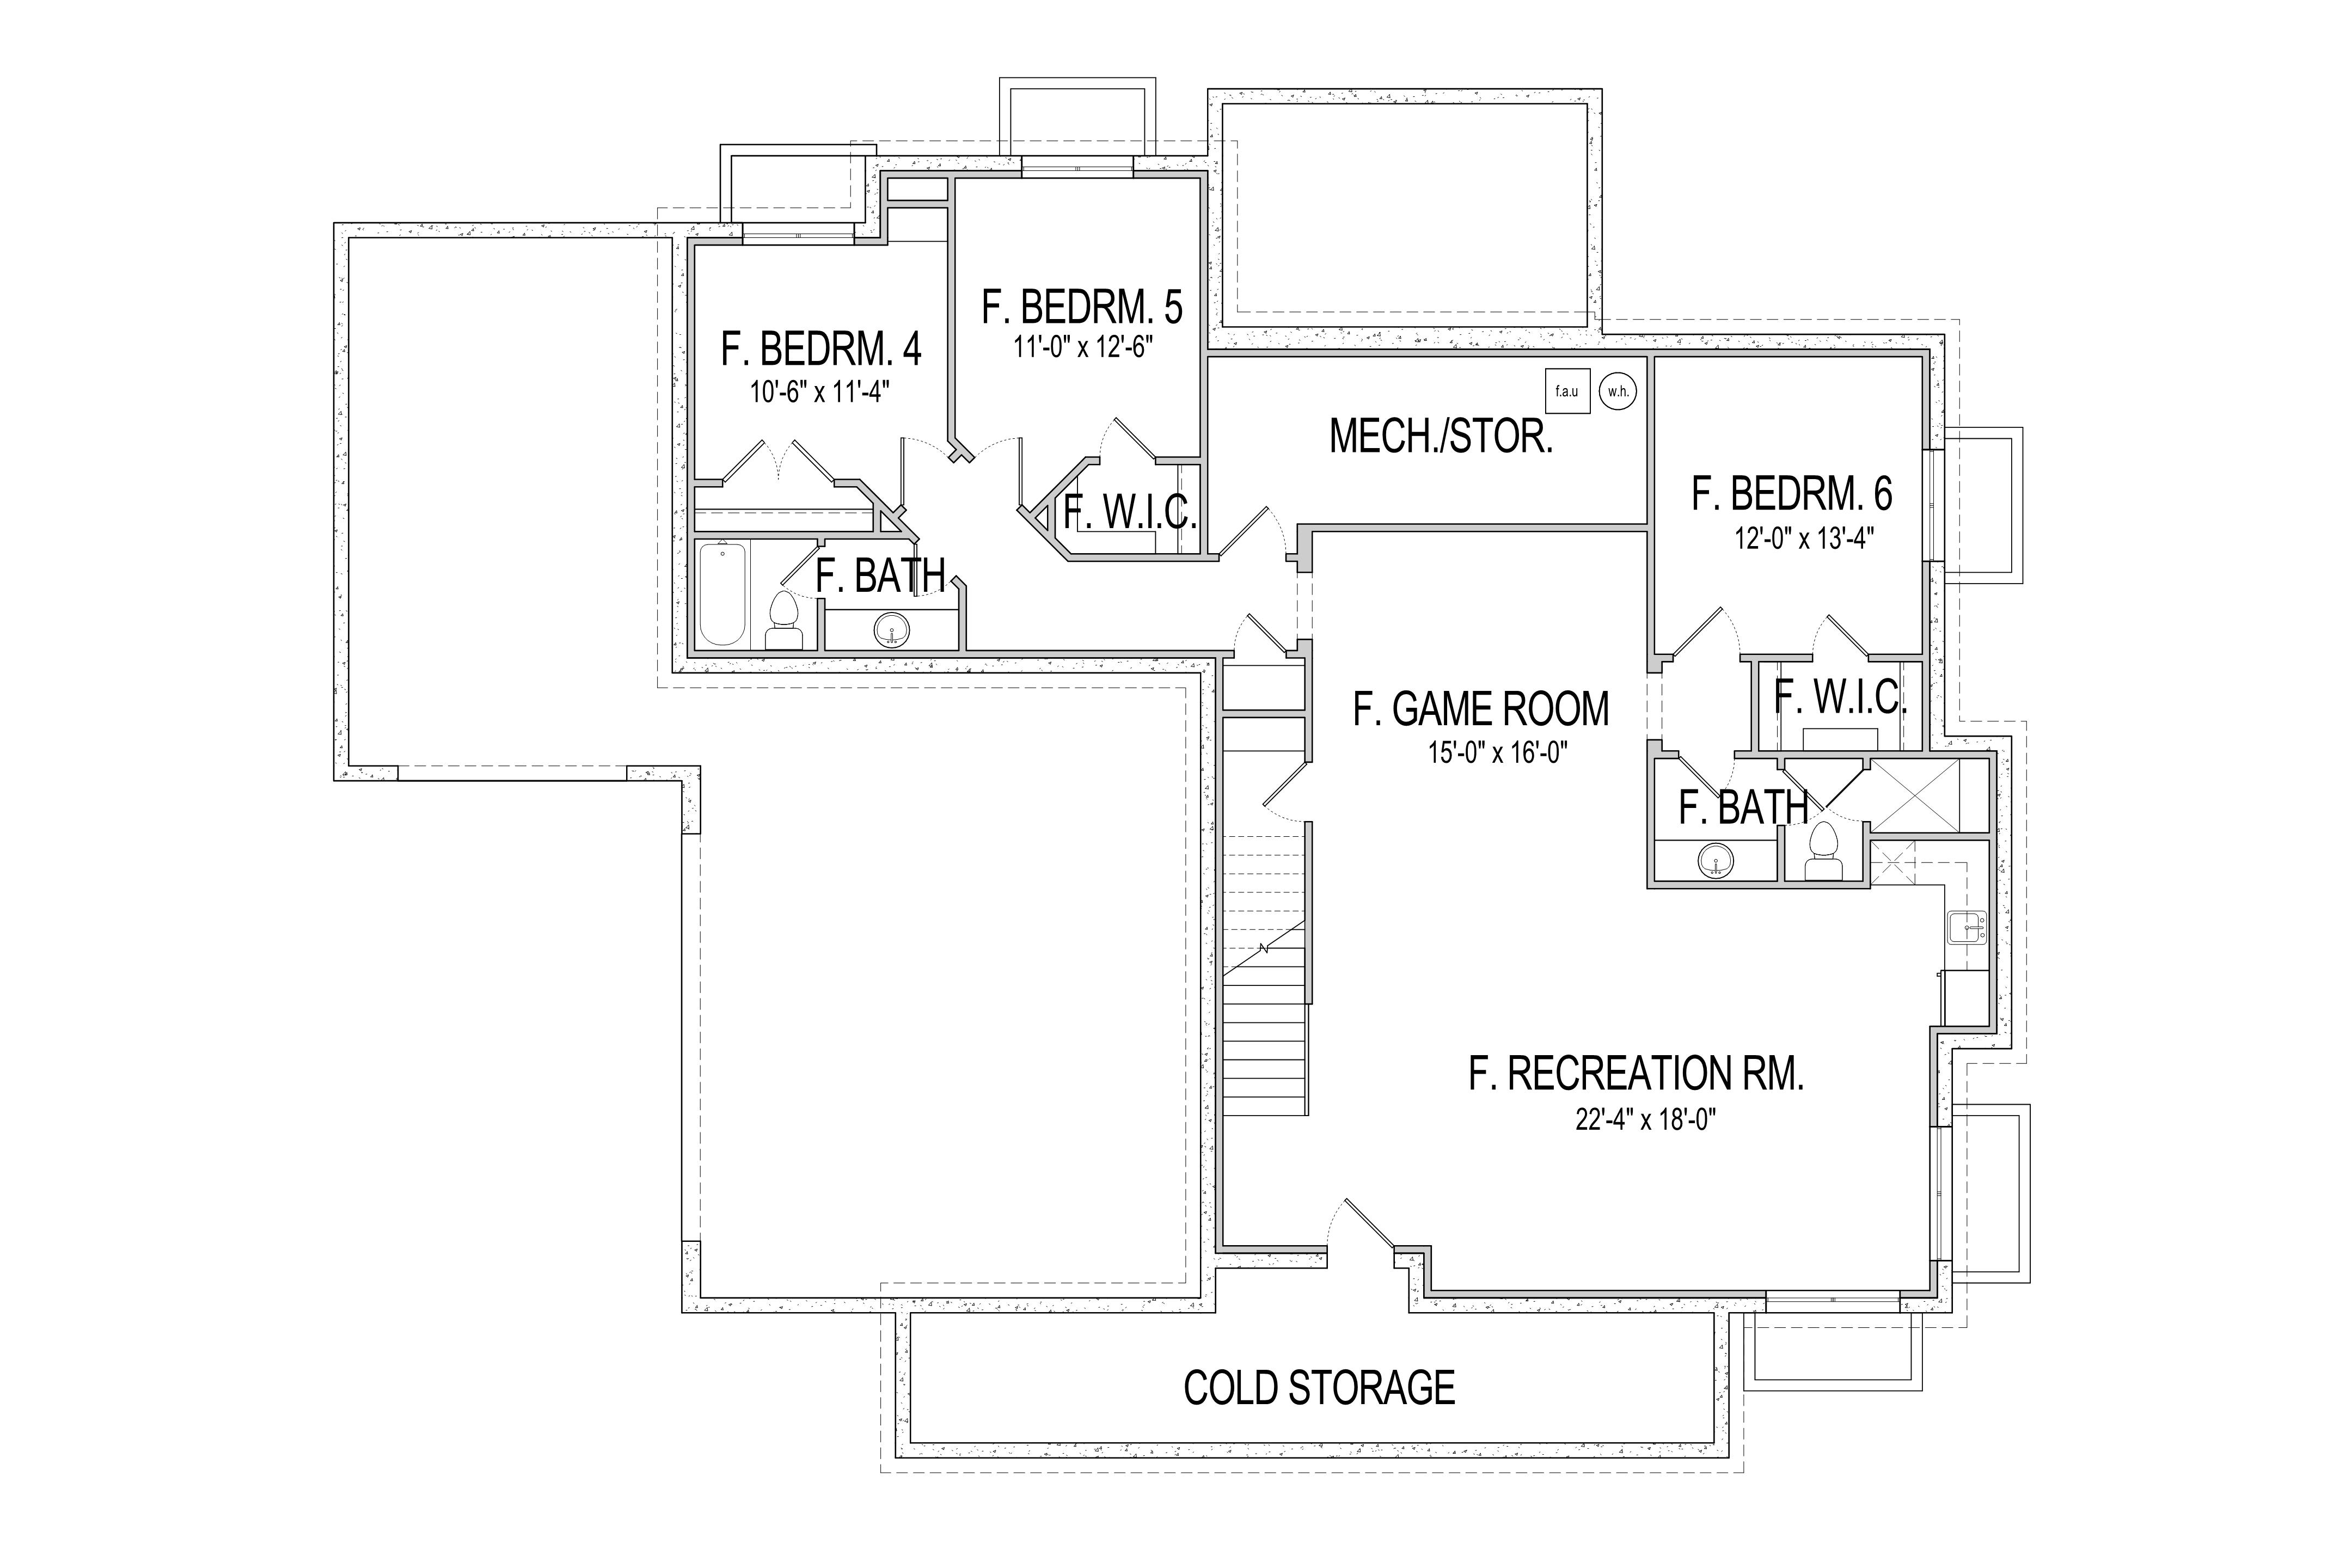 F. BEDRM. 5
11'-0" x 12'-6"
F. BEDRM. 4
10'-6" x 11'-4"
f.a.u
w.h.
MECH./STOR.
F. BEDRM. 6
12'-0" x 13'-4"
F. W.I.C.
F. BATH
F. GAME ROOM
15'-0" x 16'-0"
F. W.I.C.
F. BATH
F. RECREATION RM.
22'-4" x 18'-0"
COLD STORAGE